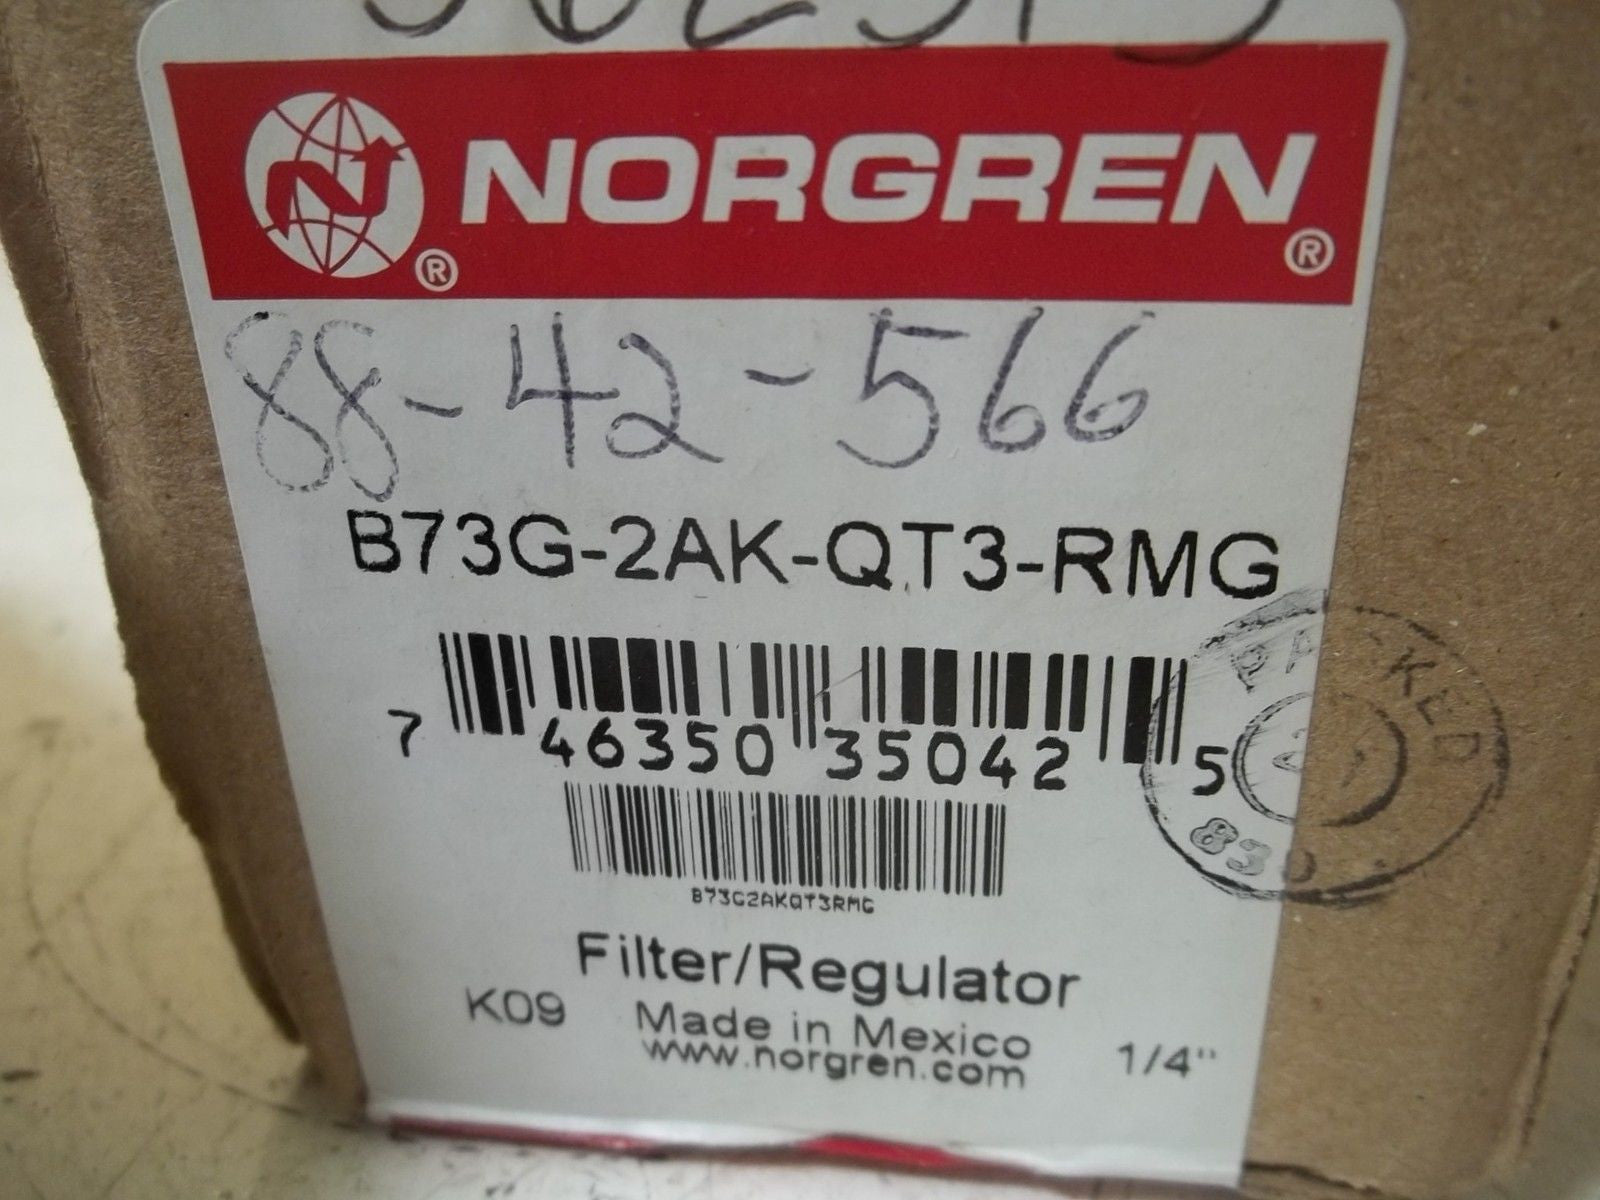 NORGREN
88-42-566
B73G-2AK-QT3-RMG
7 46350 35042 5
B73G2AKQT3RMG
Filter/Regulator
K09 Made in Mexico 1/4"
www.norgren.com
PACKED